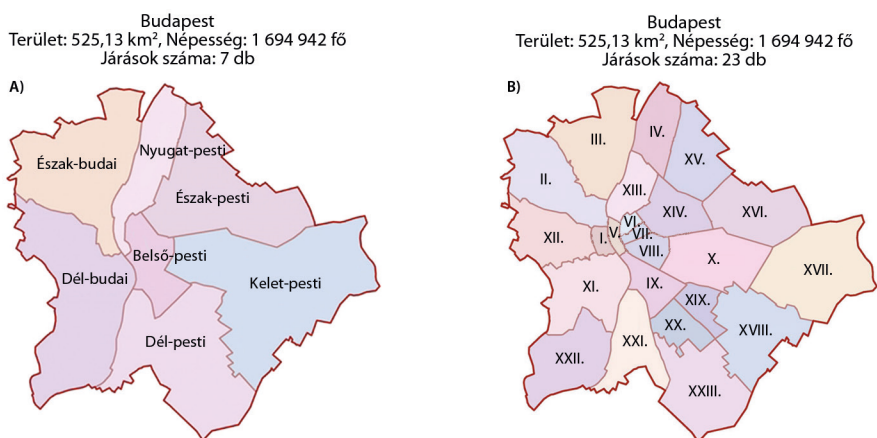 Budapest
Terület: 525,13 km², Népesség: 1 694 942 fő
Járások száma: 7 db
A)
Észak-budai
Nyugat-pesti
Észak-pesti
Belső-pesti
Dél-budai
Kelet-pesti
Dél-pesti
Budapest
Terület: 525,13 km², Népesség: 1 694 942 fő
Járások száma: 23 db
B)
III.
IV.
XV.
II.
XIII.
XIV.
XVI.
XII.
I.
V.
VI.
VII.
VIII.
X.
XVII.
XI.
IX.
XIX.
XX.
XVIII.
XXII.
XXI.
XXIII.